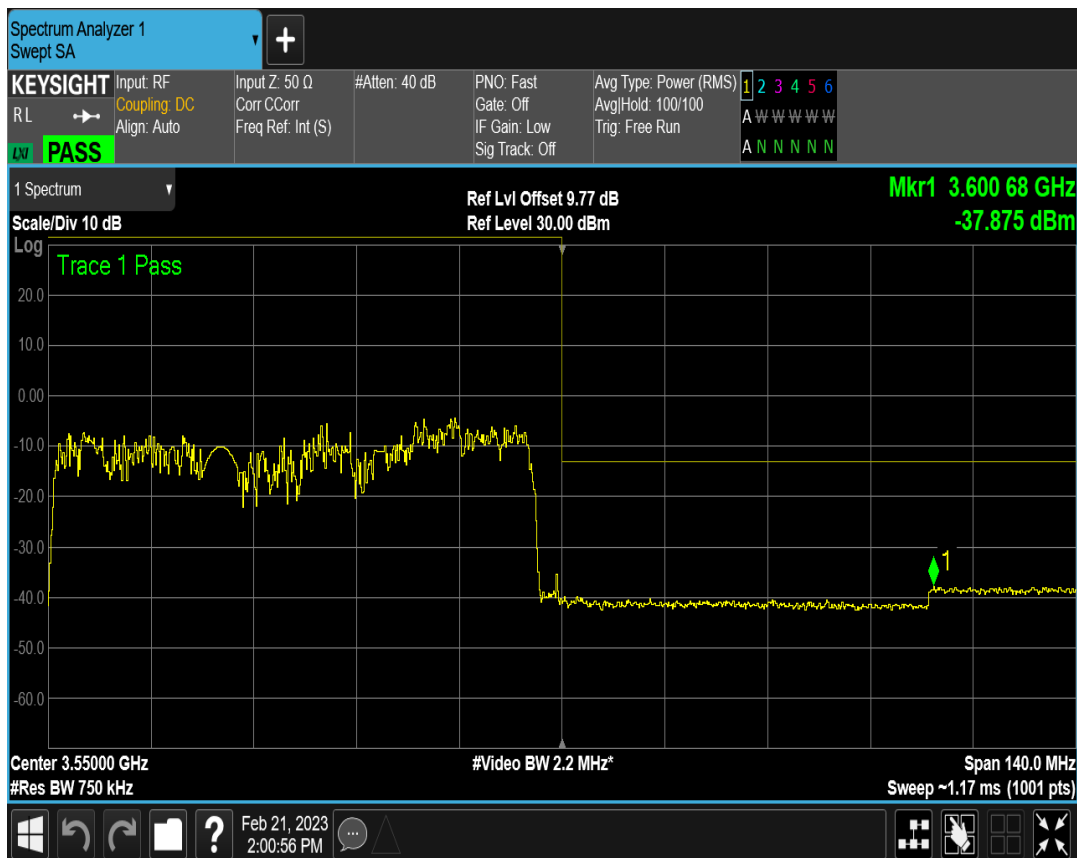 Spectrum Analyzer 1
Swept SA
+
KEYSIGHT
R L
LXI
PASS
Input: RF
Coupling: DC
Align: Auto
Input Z: 50 Ω
Corr CCorr
Freq Ref: Int (S)
#Atten: 40 dB
PNO: Fast
Gate: Off
IF Gain: Low
Sig Track: Off
Avg Type: Power (RMS)
Avg|Hold: 100/100
Trig: Free Run
1 2 3 4 5 6
A W W W W W
A N N N N N
1 Spectrum
Scale/Div 10 dB
Ref Lvl Offset 9.77 dB
Ref Level 30.00 dBm
Mkr1 3.600 68 GHz
-37.875 dBm
Log
Trace 1 Pass
20.0
10.0
0.00
-10.0
-20.0
-30.0
1
-40.0
-50.0
-60.0
Center 3.55000 GHz
#Res BW 750 kHz
#Video BW 2.2 MHz*
Span 140.0 MHz
Sweep ~1.17 ms (1001 pts)
?
Feb 21, 2023
2:00:56 PM